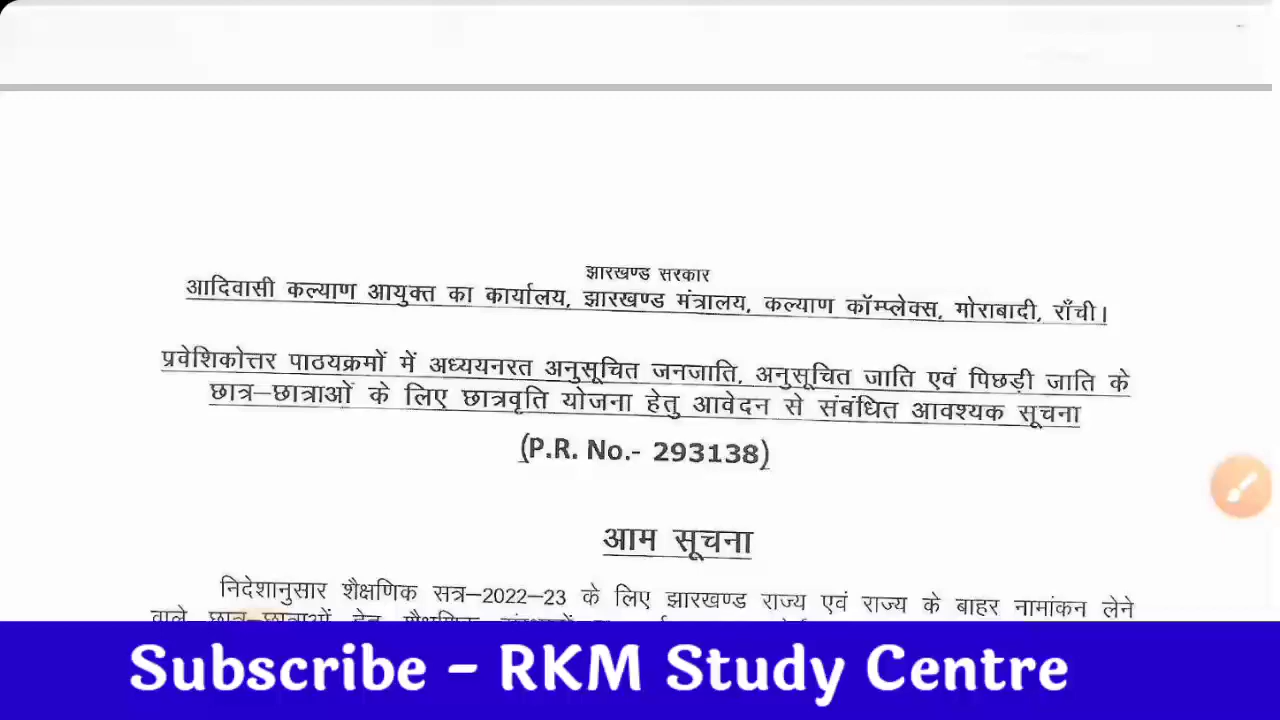 झारखण्ड सरकार
आदिवासी कल्याण आयुक्त का कार्यालय, झारखण्ड मंत्रालय, कल्याण कॉम्प्लेक्स, मोराबादी, राँची।
प्रवेशिकोत्तर पाठयक्रमों में अध्ययनरत अनुसूचित जनजाति, अनुसूचित जाति एवं पिछड़ी जाति के
छात्र–छात्राओं के लिए छात्रवृति योजना हेतु आवेदन से संबंधित आवश्यक सूचना
(P.R. No.- 293138)
आम सूचना
निदेशानुसार शैक्षणिक सत्र–2022–23 के लिए झारखण्ड राज्य एवं राज्य के बाहर नामांकन लेने
वाले छात्र–छात्राओं हेतु
Subscribe - RKM Study Centre